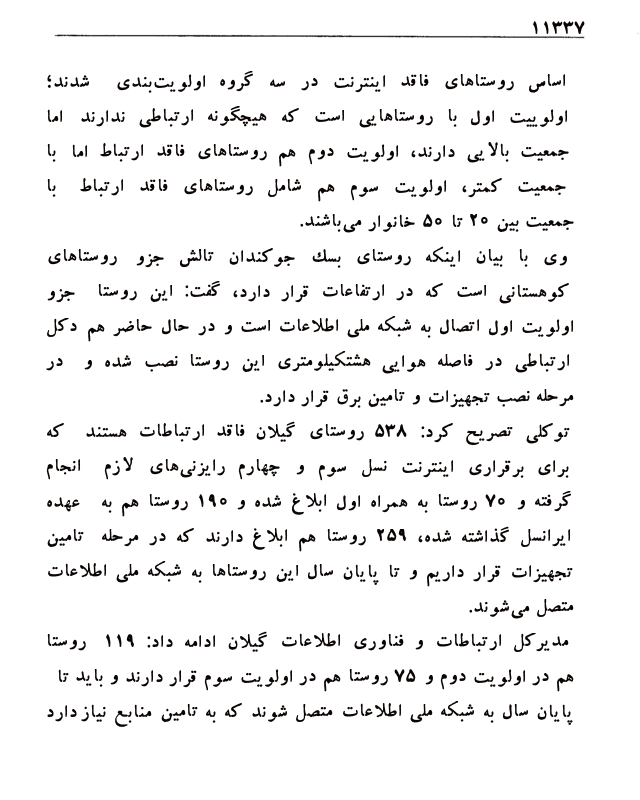 ۱۱۳۳۷
اساس روستاهای فاقد اینترنت در سه گروه اولویت‌بندی شدند؛
اولوییت اول با روستاهایی است که هیچگونه ارتباطی ندارند اما
جمعیت بالایی دارند، اولویت دوم هم روستاهای فاقد ارتباط اما با
جمعیت کمتر، اولویت سوم هم شامل روستاهای فاقد ارتباط با
جمعیت بین ۲۰ تا ۵۰ خانوار می‌باشند.
وی با بیان اینکه روستای بسك جوکندان تالش جزو روستاهای
کوهستانی است که در ارتفاعات قرار دارد، گفت: این روستا جزو
اولویت اول اتصال به شبکه ملی اطلاعات است و در حال حاضر هم دکل
ارتباطی در فاصله هوایی هشتکیلومتری این روستا نصب شده و در
مرحله نصب تجهیزات و تامین برق قرار دارد.
توکلی تصریح کرد: ۵۳۸ روستای گیلان فاقد ارتباطات هستند که
برای برقراری اینترنت نسل سوم و چهارم رایزنی‌های لازم انجام
گرفته و ۷۰ روستا به همراه اول ابلاغ شده و ۱۹۰ روستا هم به عهده
ایرانسل گذاشته شده، ۲۵۹ روستا هم ابلاغ دارند که در مرحله تامین
تجهیزات قرار داریم و تا پایان سال این روستاها به شبکه ملی اطلاعات
متصل می‌شوند.
مدیرکل ارتباطات و فناوری اطلاعات گیلان ادامه داد: ۱۱۹ روستا
هم در اولویت دوم و ۷۵ روستا هم در اولویت سوم قرار دارند و باید تا
پایان سال به شبکه ملی اطلاعات متصل شوند که به تامین منابع نیاز دارد